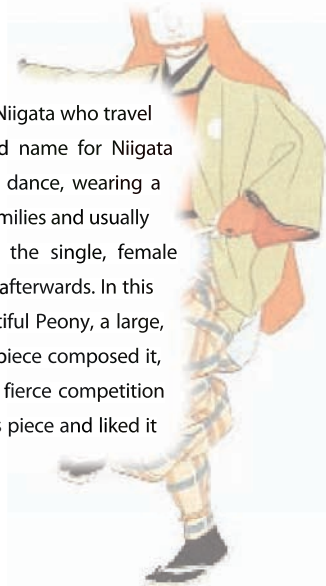 Niigata who travel
d name for Niigata
dance, wearing a
milies and usually
the single, female
afterwards. In this
tiful Peony, a large,
piece composed it,
fierce competition
s piece and liked it